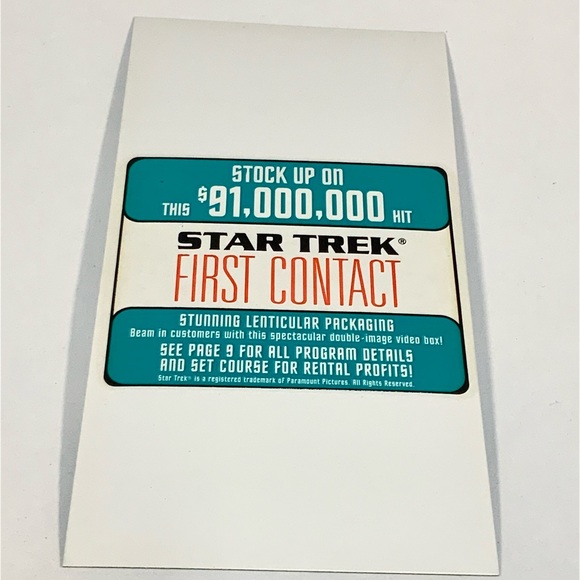 STOCK UP ON
THIS $91,000,000 HIT
STAR TREK®
FIRST CONTACT
STUNNING LENTICULAR PACKAGING
Beam in customers with this spectacular double-image video box!
SEE PAGE 9 FOR ALL PROGRAM DETAILS
AND SET COURSE FOR RENTAL PROFITS!
Star Trek® is a registered trademark of Paramount Pictures. All Rights Reserved.